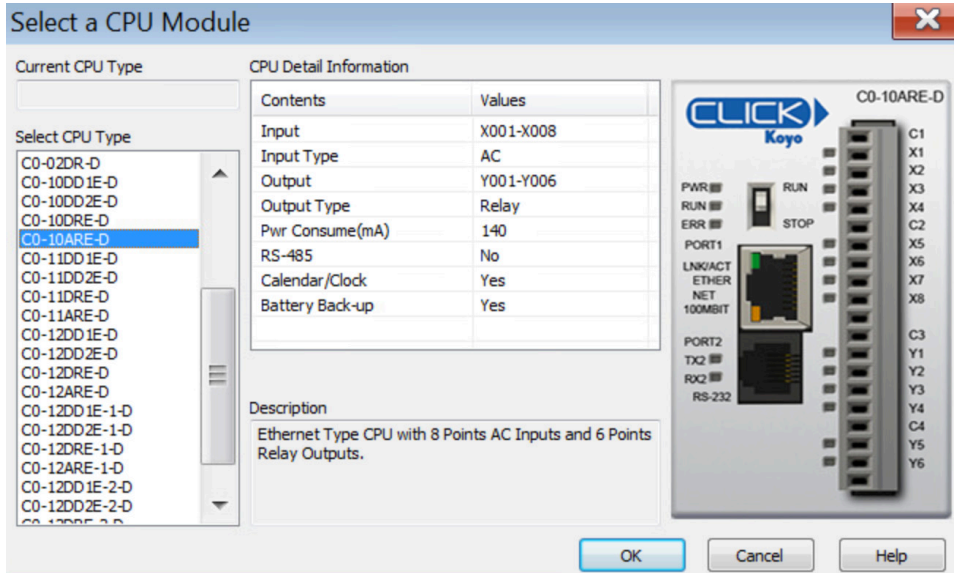 Select a CPU Module
Current CPU Type
Select CPU Type
C0-02DR-D
C0-10DD1E-D
C0-10DD2E-D
C0-10DRE-D
C0-10ARE-D
C0-11DD1E-D
C0-11DD2E-D
C0-11DRE-D
C0-11ARE-D
C0-12DD1E-D
C0-12DD2E-D
C0-12DRE-D
C0-12ARE-D
C0-12DD1E-1-D
C0-12DD2E-1-D
C0-12DRE-1-D
C0-12ARE-1-D
C0-12DD1E-2-D
C0-12DD2E-2-D
CPU Detail Information
Contents Values
Input X001-X008
Input Type AC
Output Y001-Y006
Output Type Relay
Pwr Consume(mA) 140
RS-485 No
Calendar/Clock Yes
Battery Back-up Yes
Description
Ethernet Type CPU with 8 Points AC Inputs and 6 Points
Relay Outputs.
CLICK
Koyo
C0-10ARE-D
PWR
RUN
ERR
RUN
STOP
PORT1
LNK/ACT
ETHER
NET
100MBIT
PORT2
TX2
RX2
RS-232
C1
X1
X2
X3
X4
C2
X5
X6
X7
X8
C3
Y1
Y2
Y3
Y4
C4
Y5
Y6
OK
Cancel
Help